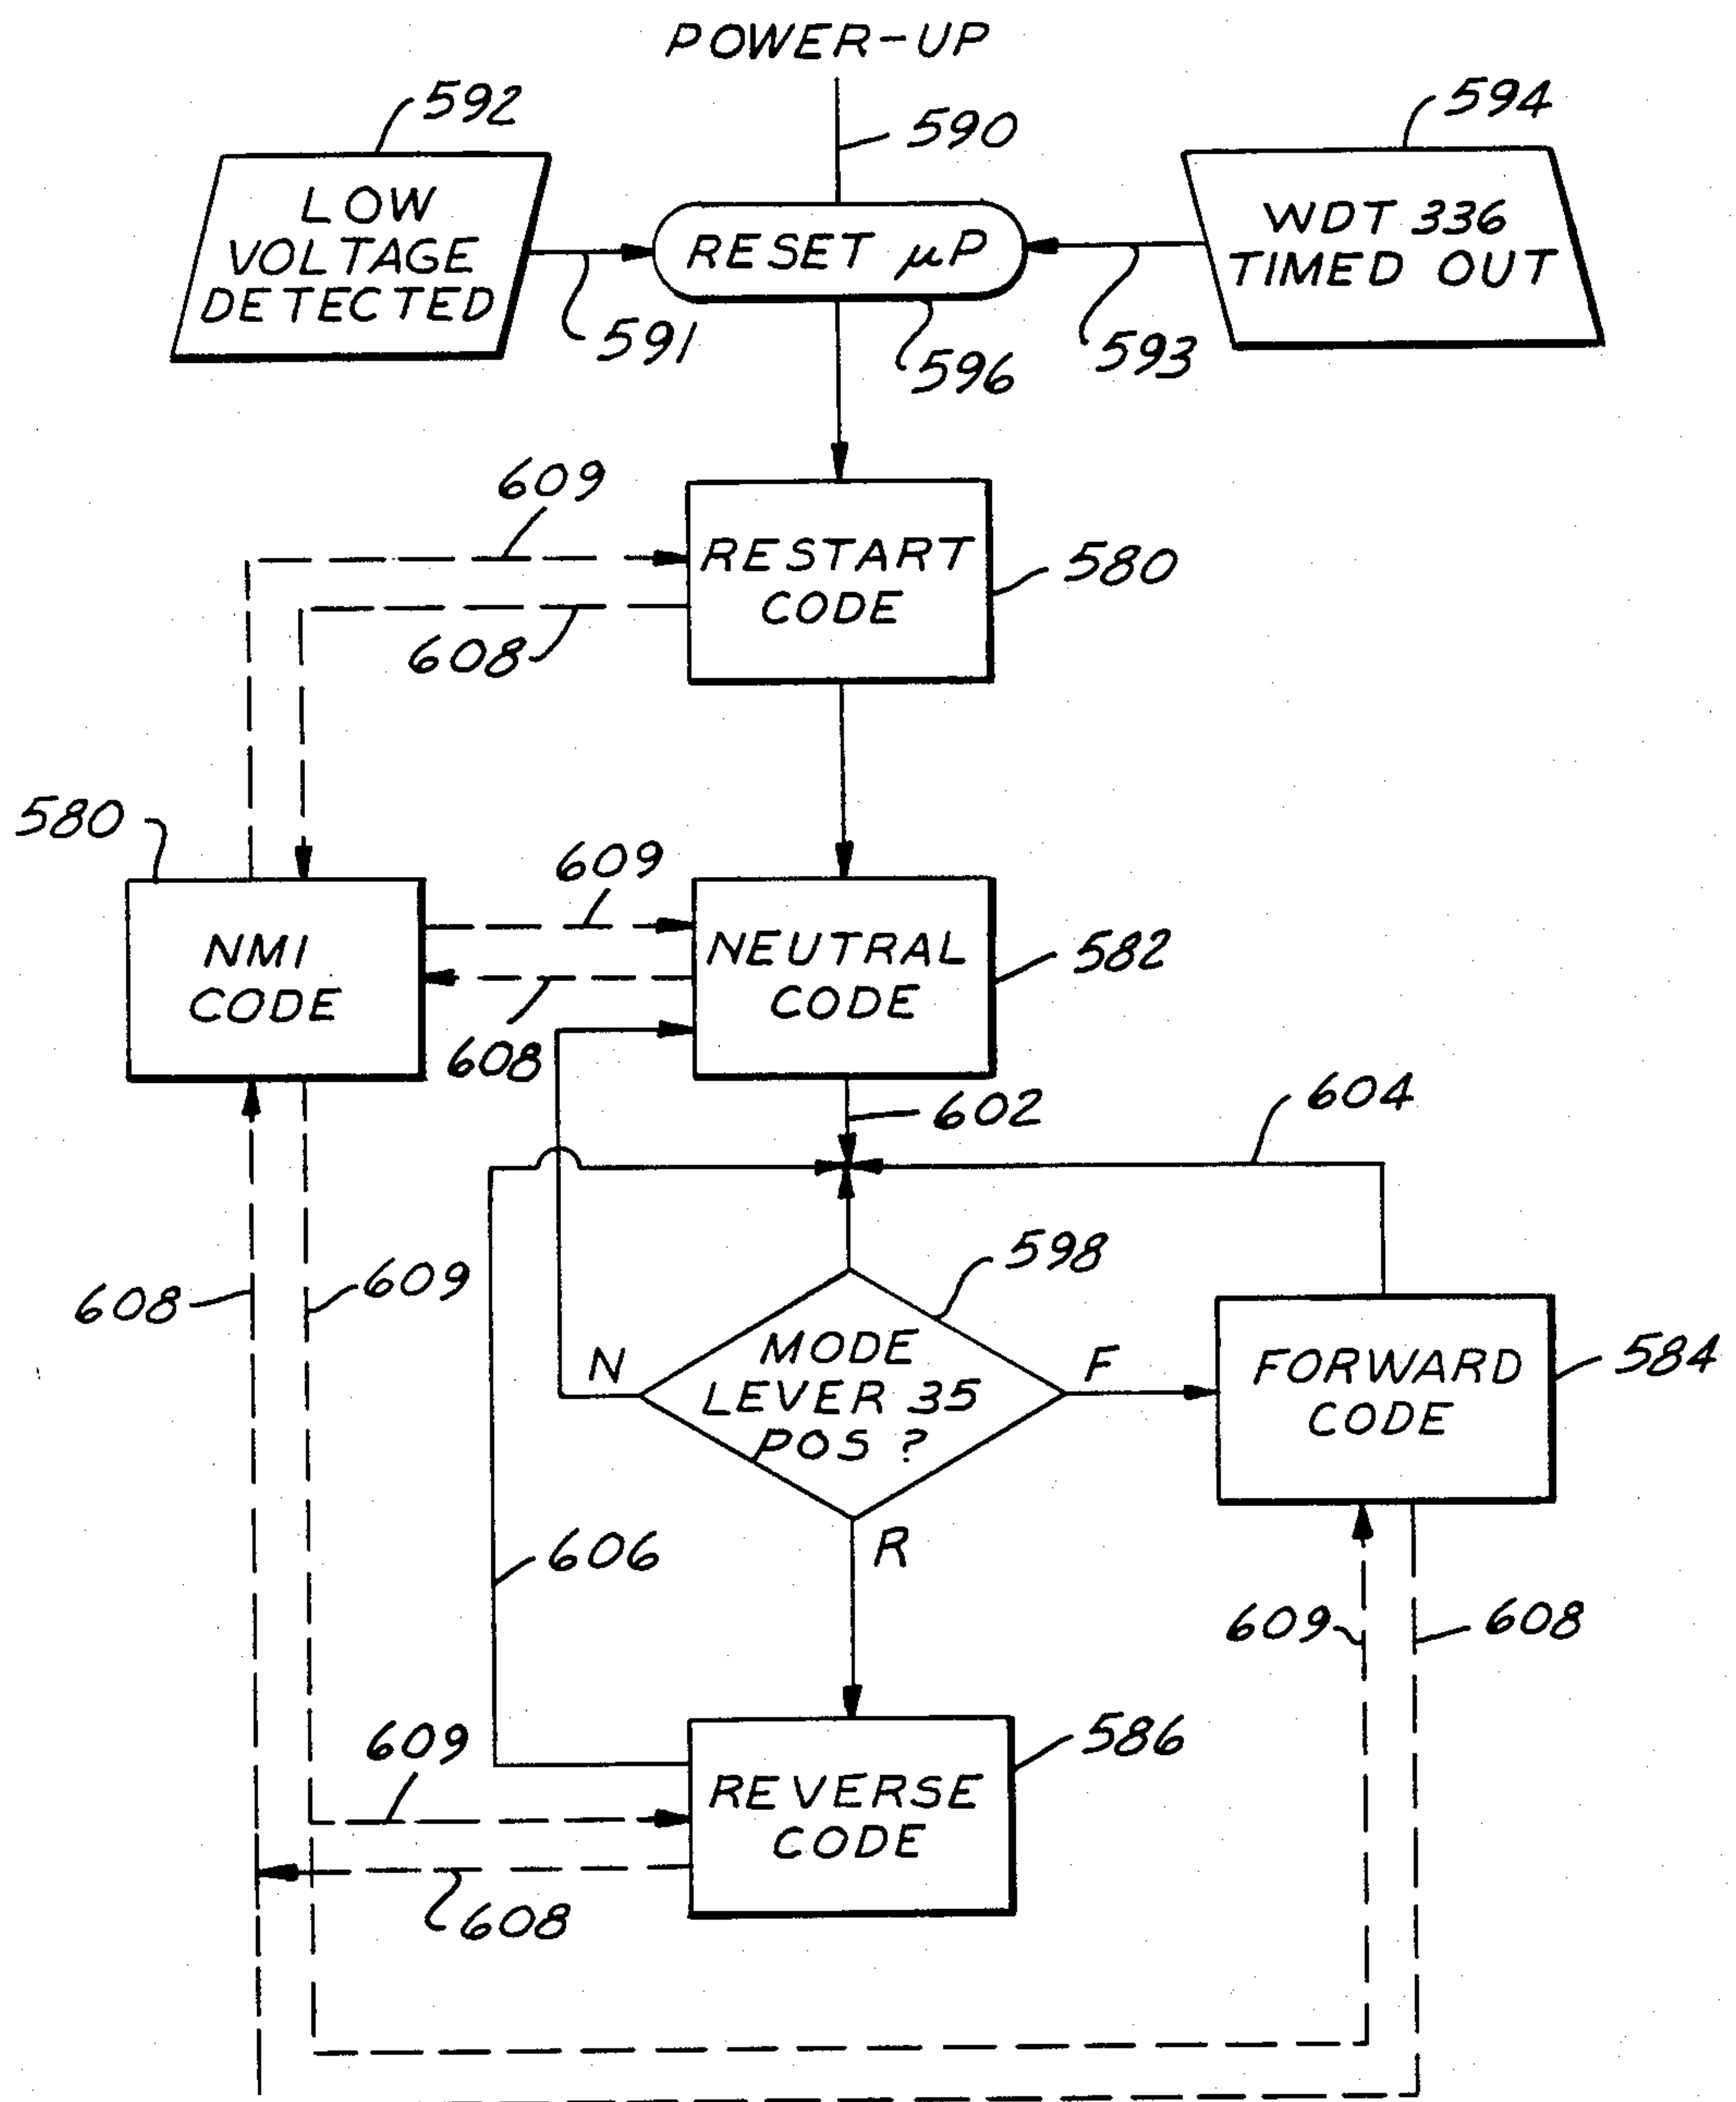 POWER-UP
592
590
594
LOW
VOLTAGE
DETECTED
RESET µP
WDT 336
TIMED OUT
591
596
593
609
RESTART
CODE
580
608
580
609
NMI
CODE
NEUTRAL
CODE
582
608
602
604
598
608
609
N
MODE
LEVER 35
POS ?
F
FORWARD
CODE
584
606
R
609
608
609
586
REVERSE
CODE
608